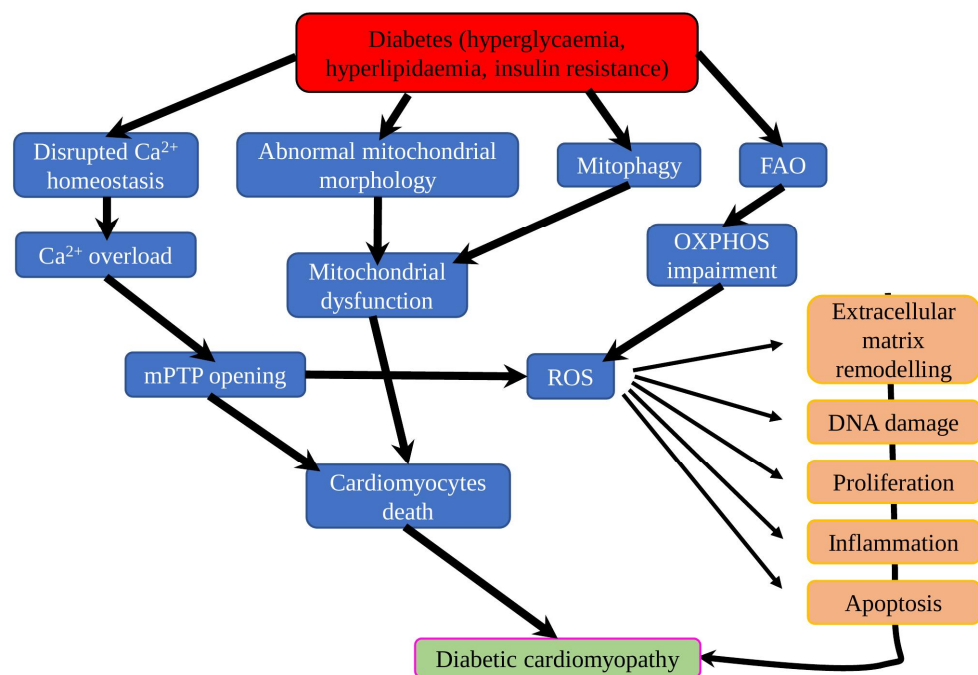 Diabetes (hyperglycaemia,
hyperlipidaemia, insulin resistance)
Disrupted Ca²⁺
homeostasis
Abnormal mitochondrial
morphology
Mitophagy
FAO
Ca²⁺ overload
Mitochondrial
dysfunction
OXPHOS
impairment
mPTP opening
ROS
Extracellular
matrix
remodelling
DNA damage
Proliferation
Inflammation
Apoptosis
Cardiomyocytes
death
Diabetic cardiomyopathy